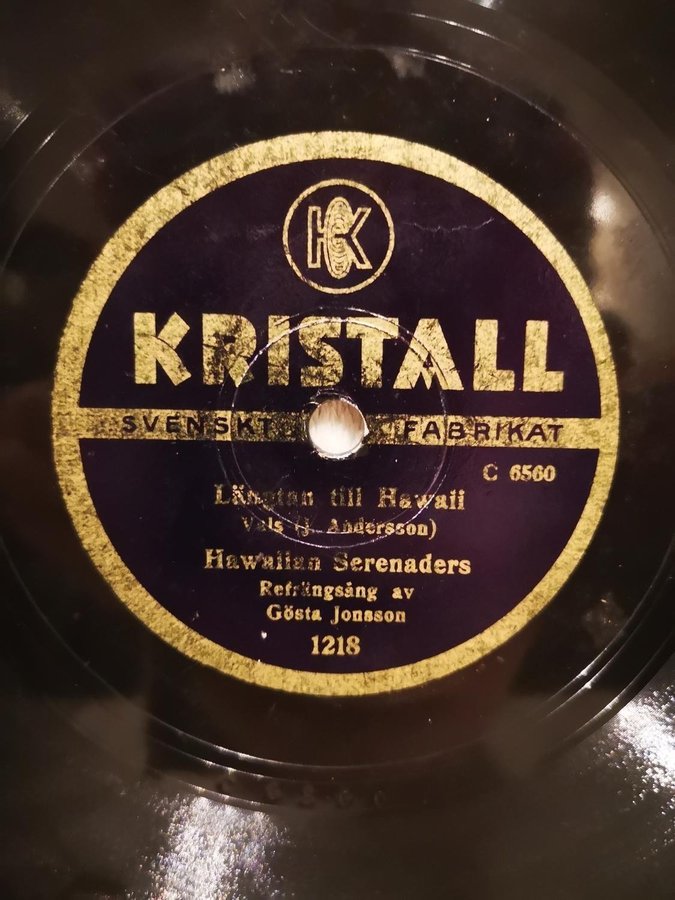 K
KRISTALL
SVENSKT FABRIKAT
C 6560
Längtan till Hawaii
Vals (J. Andersson)
Hawaiian Serenaders
Refrängsång av
Gösta Jonsson
1218